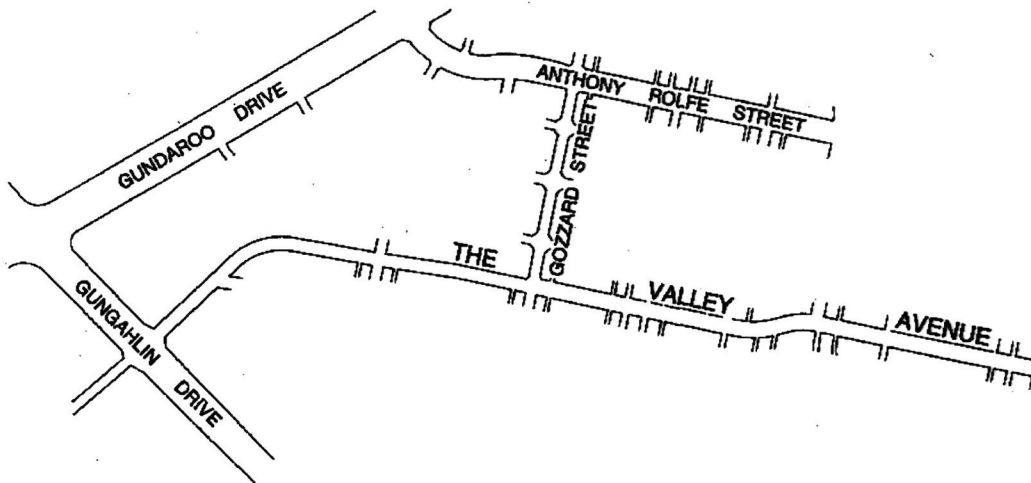 ANTHONY ROLFE STREET
GUNDAROO DRIVE
GOZZARD STREET
THE VALLEY AVENUE
GUNGAHLIN DRIVE